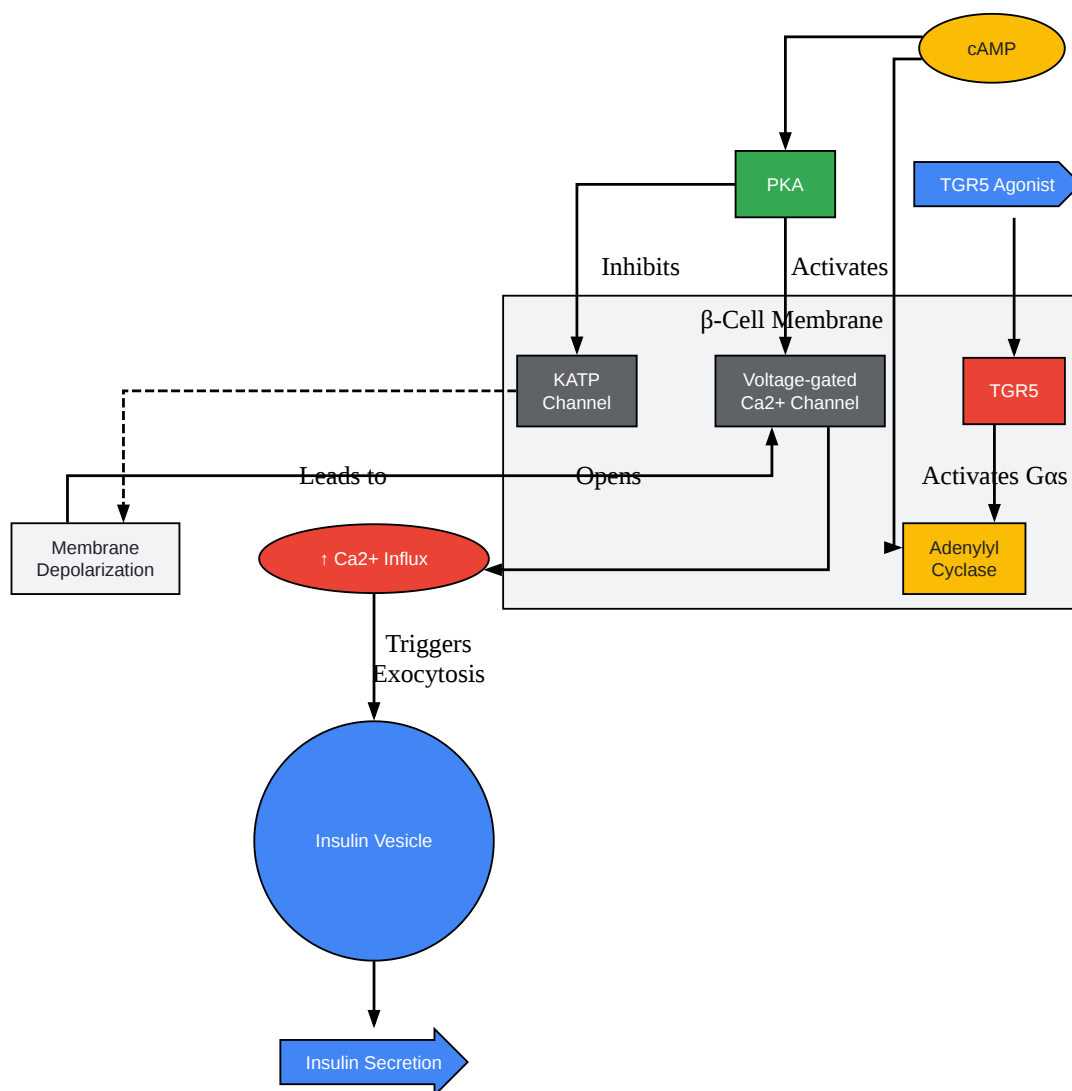 cAMP
PKA
TGR5 Agonist
Inhibits
Activates
β-Cell Membrane
KATP
Channel
Voltage-gated
Ca2+ Channel
TGR5
Leads to
Opens
Activates Gαs
Membrane
Depolarization
↑ Ca2+ Influx
Adenylyl
Cyclase
Triggers
Exocytosis
Insulin Vesicle
Insulin Secretion